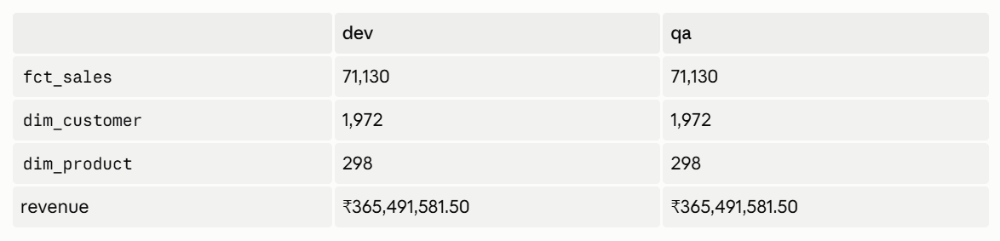 dev qa
fct_sales 71,130 71,130
dim_customer 1,972 1,972
dim_product 298 298
revenue ₹365,491,581.50 ₹365,491,581.50